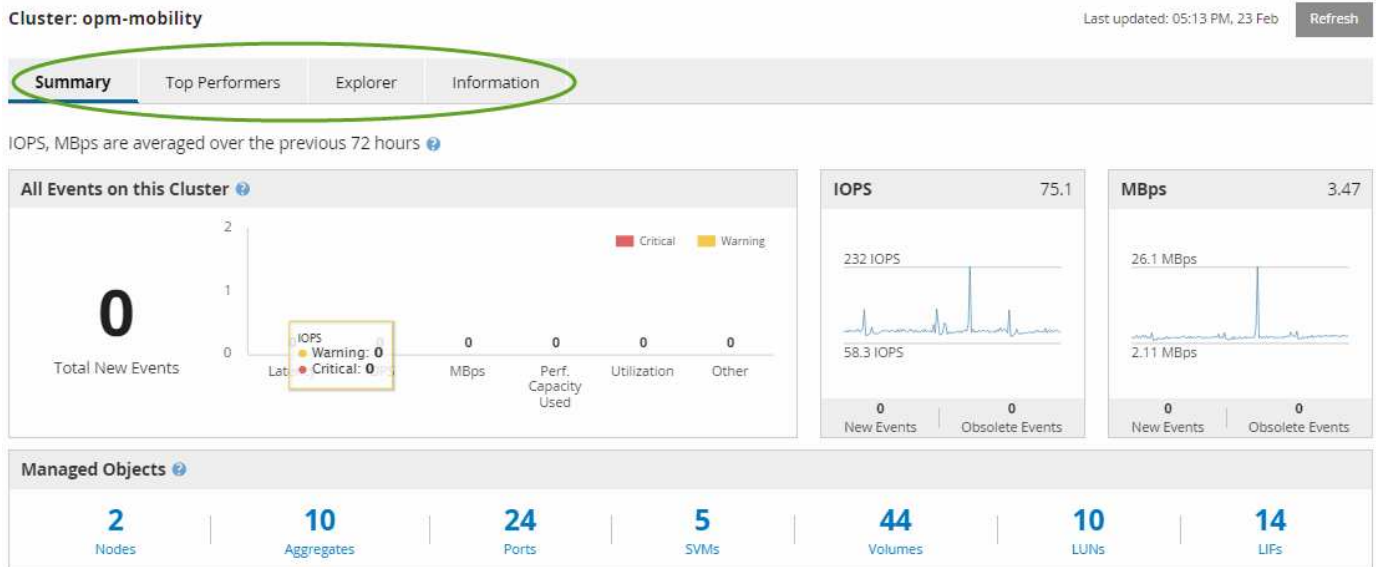 Cluster: opm-mobility
Last updated: 05:13 PM, 23 Feb
Refresh
Summary
Top Performers
Explorer
Information
IOPS, MBps are averaged over the previous 72 hours
All Events on this Cluster
0
Total New Events
2
1
0
Critical
Warning
IOPS
Warning: 0
Critical: 0
0
0
0
0
MBps
Perf.
Capacity
Used
Utilization
Other
IOPS
75.1
232 IOPS
58.3 IOPS
0
New Events
0
Obsolete Events
MBps
3.47
26.1 MBps
2.11 MBps
0
New Events
0
Obsolete Events
Managed Objects
2
Nodes
10
Aggregates
24
Ports
5
SVMs
44
Volumes
10
LUNs
14
LIFs